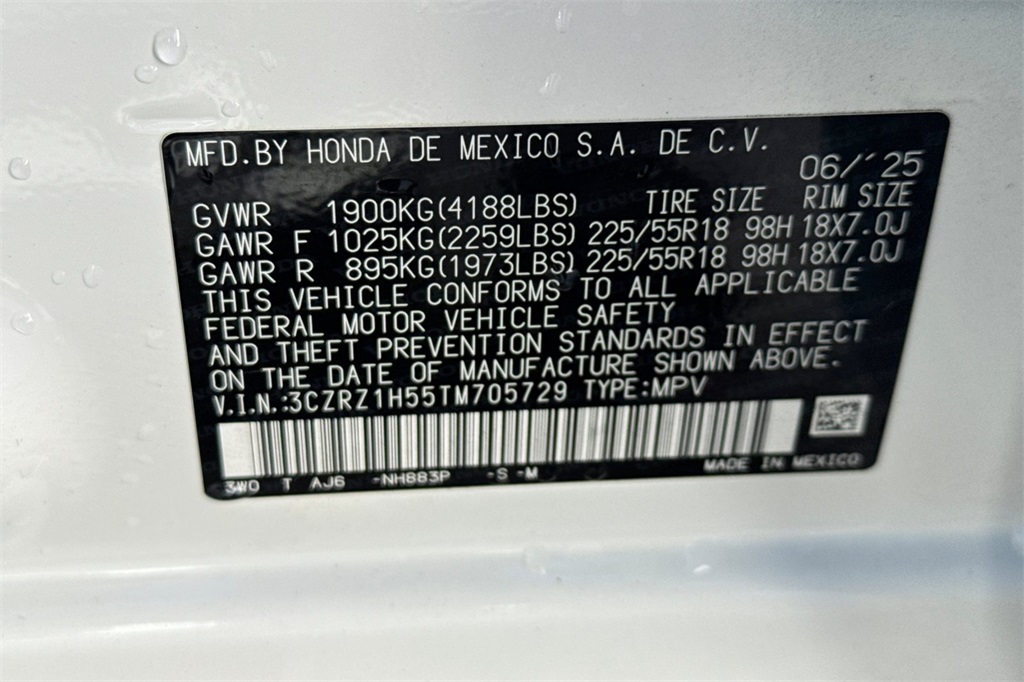 MFD.BY HONDA DE MEXICO S.A. DE C.V.
06/'25
GVWR 1900KG(4188LBS) TIRE SIZE RIM SIZE
GAWR F 1025KG(2259LBS) 225/55R18 98H 18X7.0J
GAWR R 895KG(1973LBS) 225/55R18 98H 18X7.0J
THIS VEHICLE CONFORMS TO ALL APPLICABLE
FEDERAL MOTOR VEHICLE SAFETY
AND THEFT PREVENTION STANDARDS IN EFFECT
ON THE DATE OF MANUFACTURE SHOWN ABOVE.
V.I.N.:3CZRZ1H55TM705729 TYPE:MPV
3W0 T AJ6 -NH883P -S -M
MADE IN MEXICO